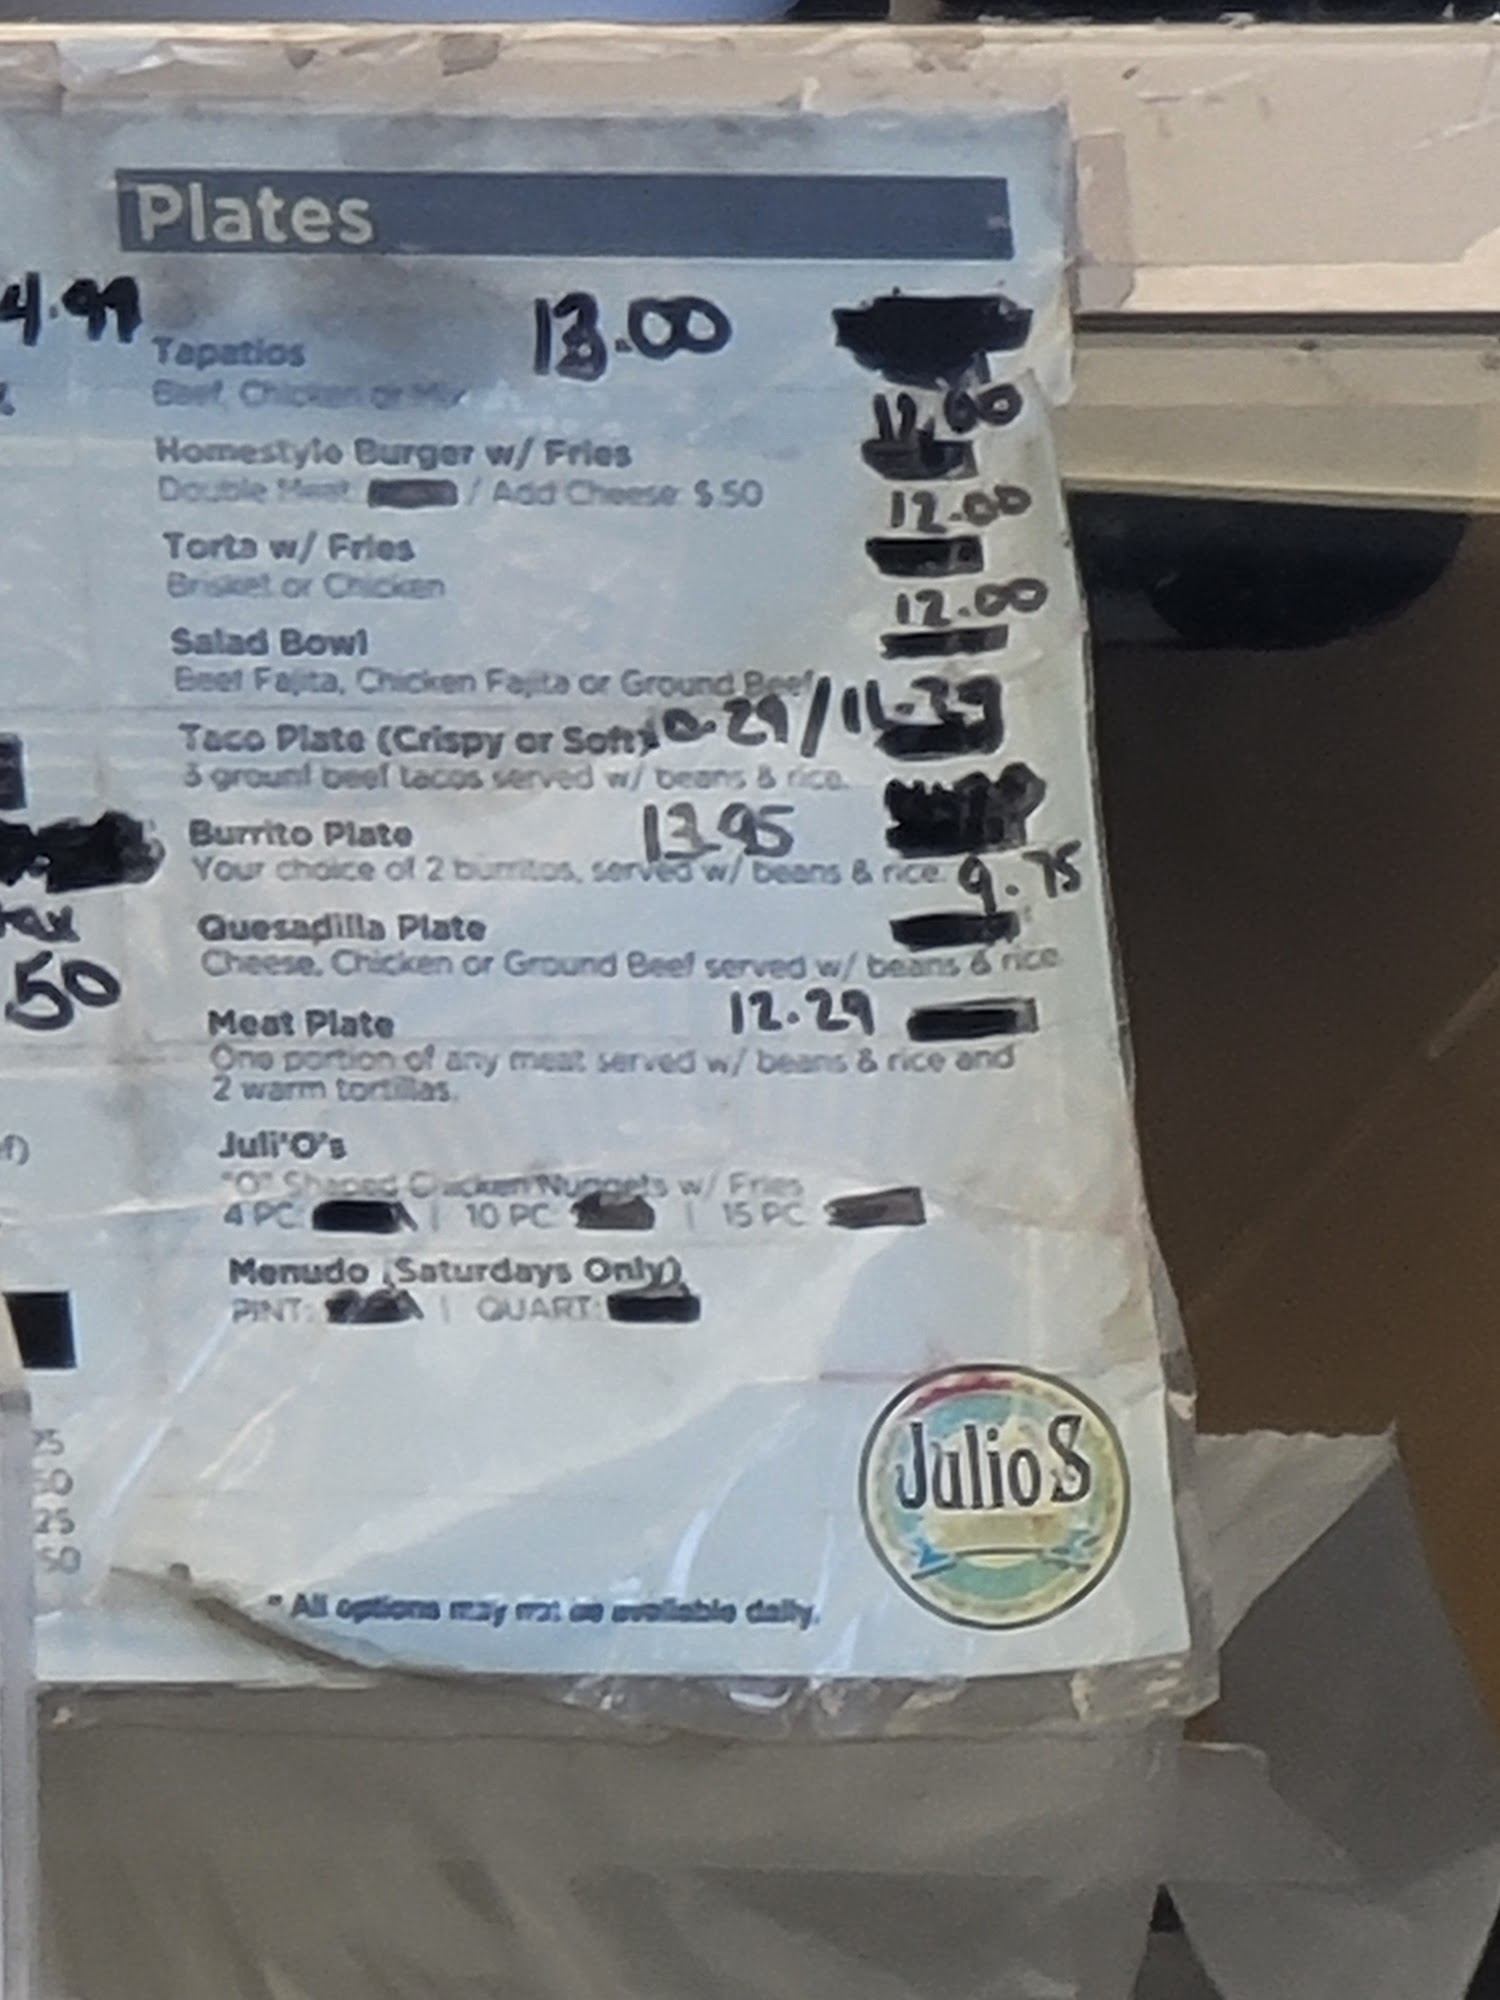 Plates
4.99
Tapatios 13.00
Beef, Chicken or Mix
12.00
Homestyle Burger w/ Fries
Double Meat: / Add Cheese $.50
12.00
Torta w/ Fries
Brisket or Chicken
12.00
Salad Bowl
Beef Fajita, Chicken Fajita or Ground Beef
Taco Plate (Crispy or Soft) .29 / 11.39
3 ground beef tacos served w/ beans & rice.
Burrito Plate 13.95
Your choice of 2 burritos, served w/ beans & rice.
9.75
Quesadilla Plate
Cheese, Chicken or Ground Beef served w/ beans & rice
50
Meat Plate 12.29
One portion of any meat served w/ beans & rice and
2 warm tortillas.
Juli'O's
"O" Shaped Chicken Nuggets w/ Fries
4 PC: | 10 PC | 15 PC
Menudo (Saturdays Only)
PINT: | QUART:
25
50
JulioS
* All options may not be available daily.